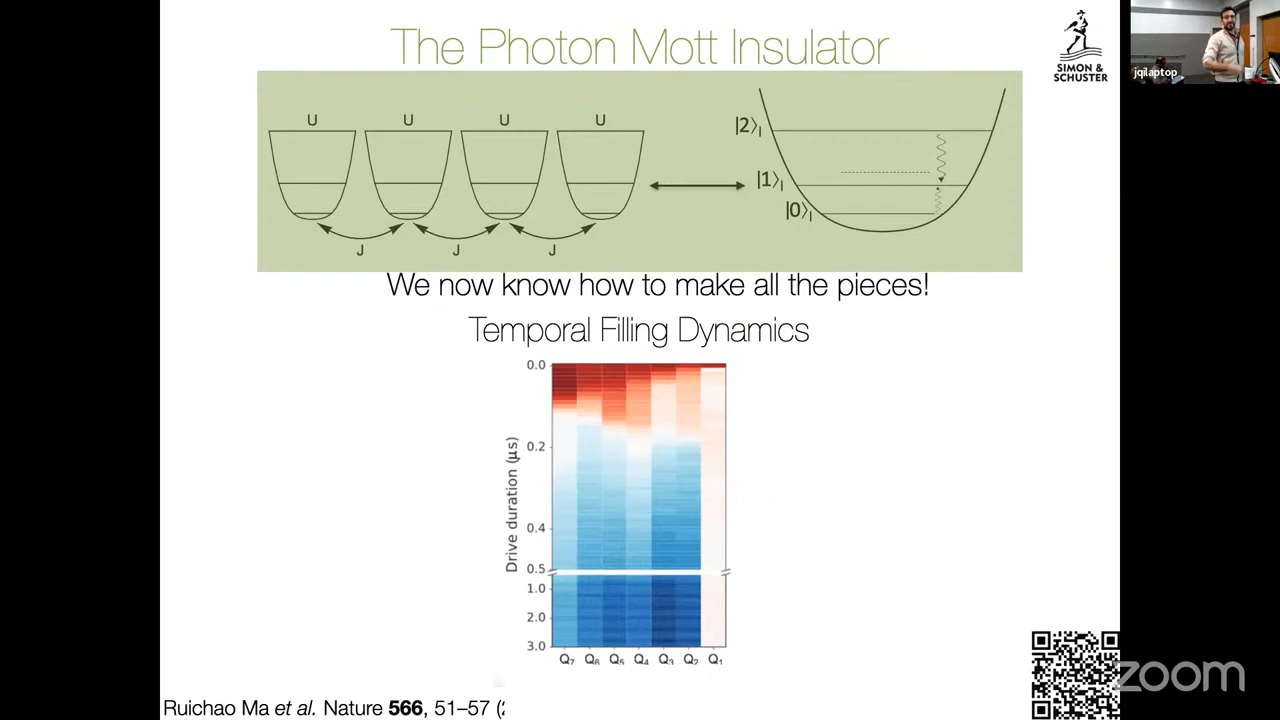 The Photon Mott Insulator
SIMON &
SCHUSTER
jqilaptop
U U U U
J J J
|2⟩ₗ
|1⟩ₗ
|0⟩ₗ
We now know how to make all the pieces!
Temporal Filling Dynamics
Drive duration (μs)
0.0
0.2
0.4
0.5
1.0
2.0
3.0
Q₇ Q₆ Q₅ Q₄ Q₃ Q₂ Q₁
zoom
Ruichao Ma et al. Nature 566, 51–57 (